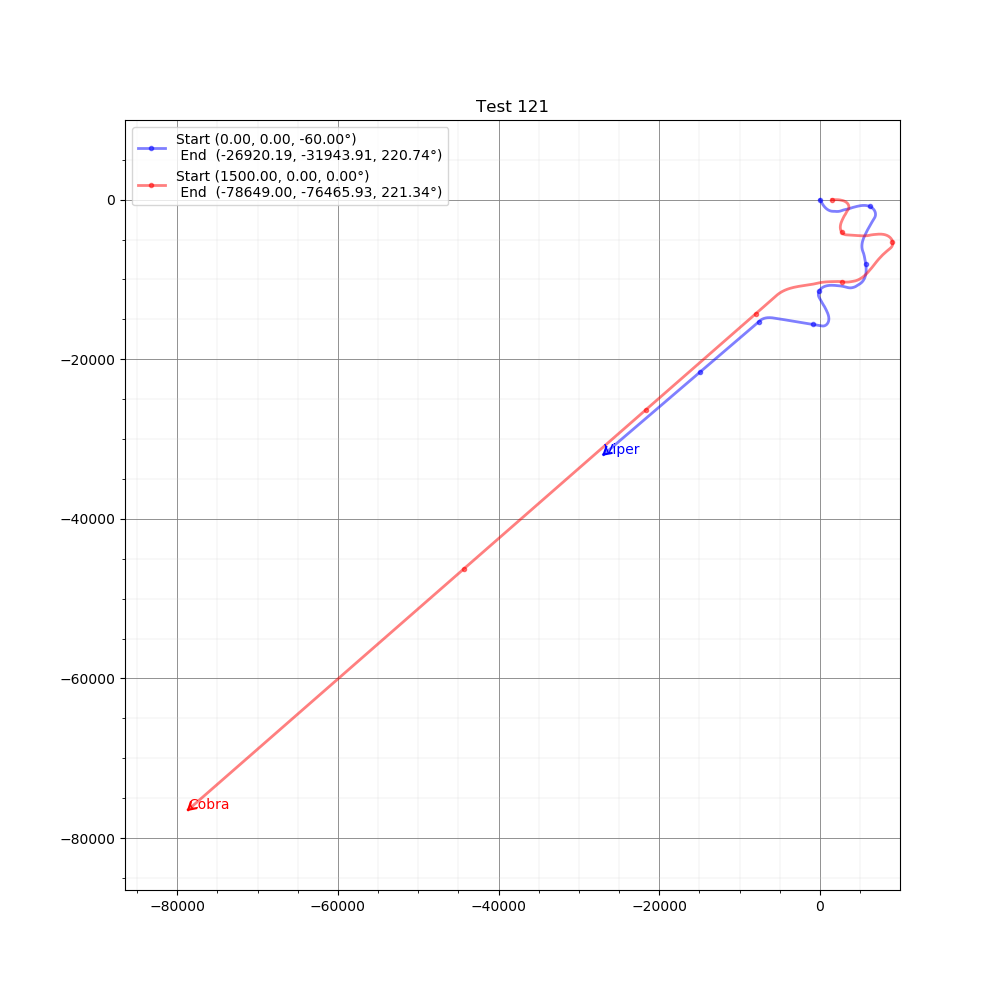 Test 121
Start (0.00, 0.00, -60.00°)
End (-26920.19, -31943.91, 220.74°)
Start (1500.00, 0.00, 0.00°)
End (-78649.00, -76465.93, 221.34°)
0
−20000
−40000
−60000
−80000
Viper
Cobra
−80000 −60000 −40000 −20000 0